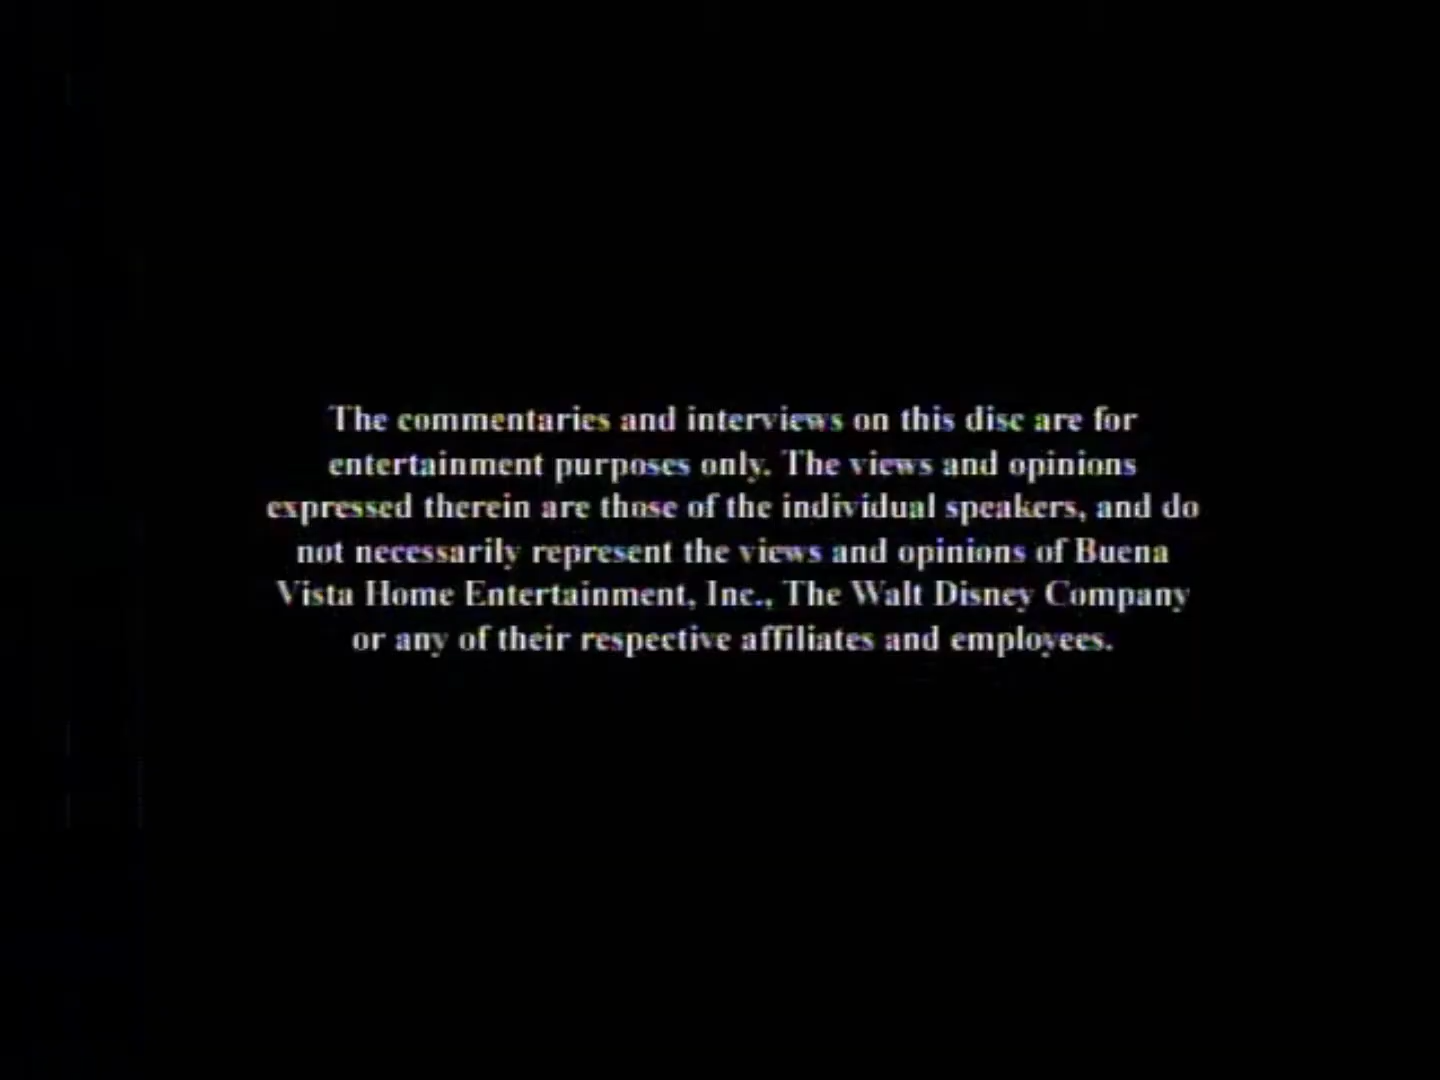 The commentaries and interviews on this disc are for
entertainment purposes only. The views and opinions
expressed therein are those of the individual speakers, and do
not necessarily represent the views and opinions of Buena
Vista Home Entertainment, Inc., The Walt Disney Company
or any of their respective affiliates and employees.